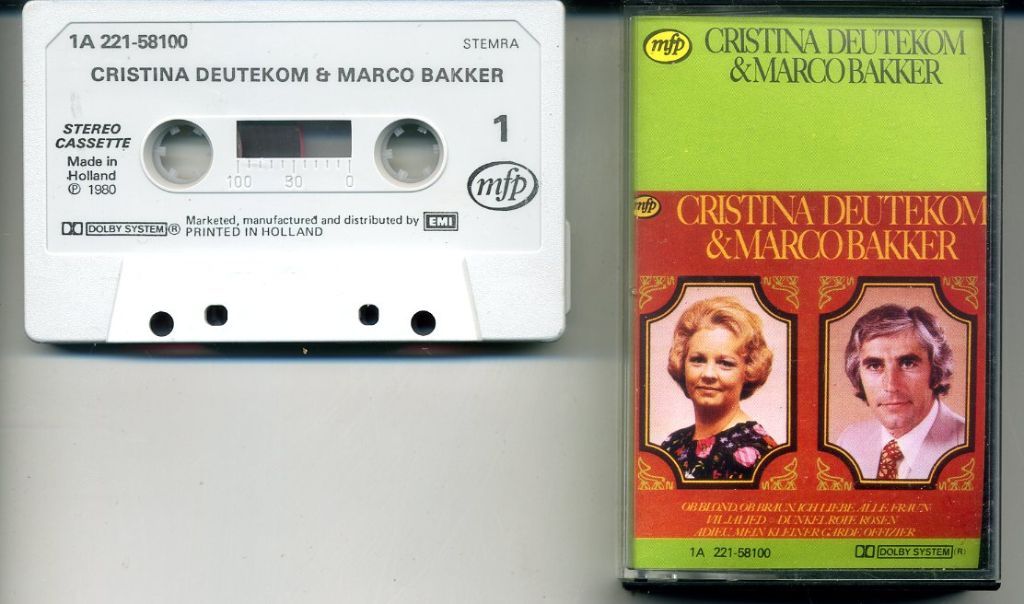 1A 221-58100
STEMRA
CRISTINA DEUTEKOM & MARCO BAKKER
STEREO
CASSETTE
Made in
Holland
℗ 1980
1
100 30 0
mfp
DOLBY SYSTEM ®
Marketed, manufactured and distributed by EMI
PRINTED IN HOLLAND
mfp
CRISTINA DEUTEKOM
& MARCO BAKKER
mfp
CRISTINA DEUTEKOM
& MARCO BAKKER
OB BLOND, OB BRAUN, ICH LIEBE ALLE FRAUN
VILJALIED - DUNKELROTE ROSEN
ADIEU, MEIN KLEINER GARDE OFFIZIER
1A 221-58100
DOLBY SYSTEM (R)